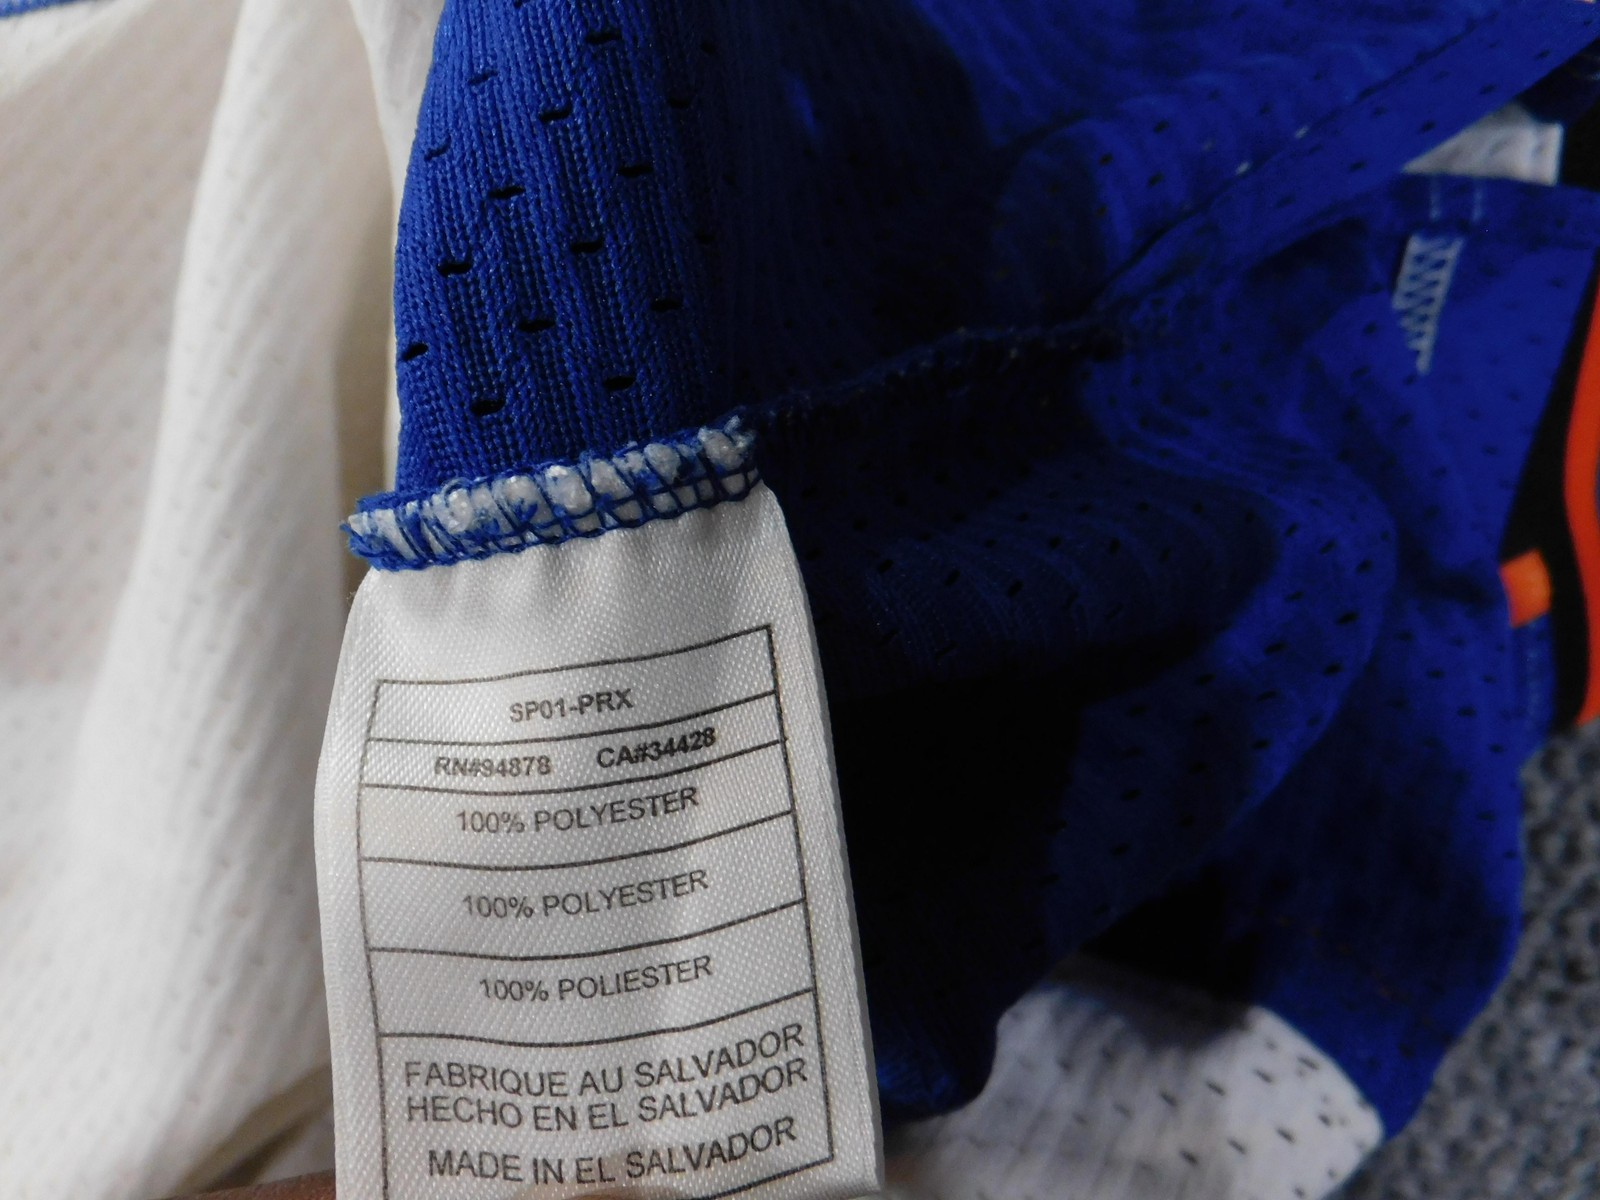 SP01-PRX
RN#94878 CA#34428
100% POLYESTER
100% POLYESTER
100% POLIESTER
FABRIQUE AU SALVADOR
HECHO EN EL SALVADOR
MADE IN EL SALVADOR